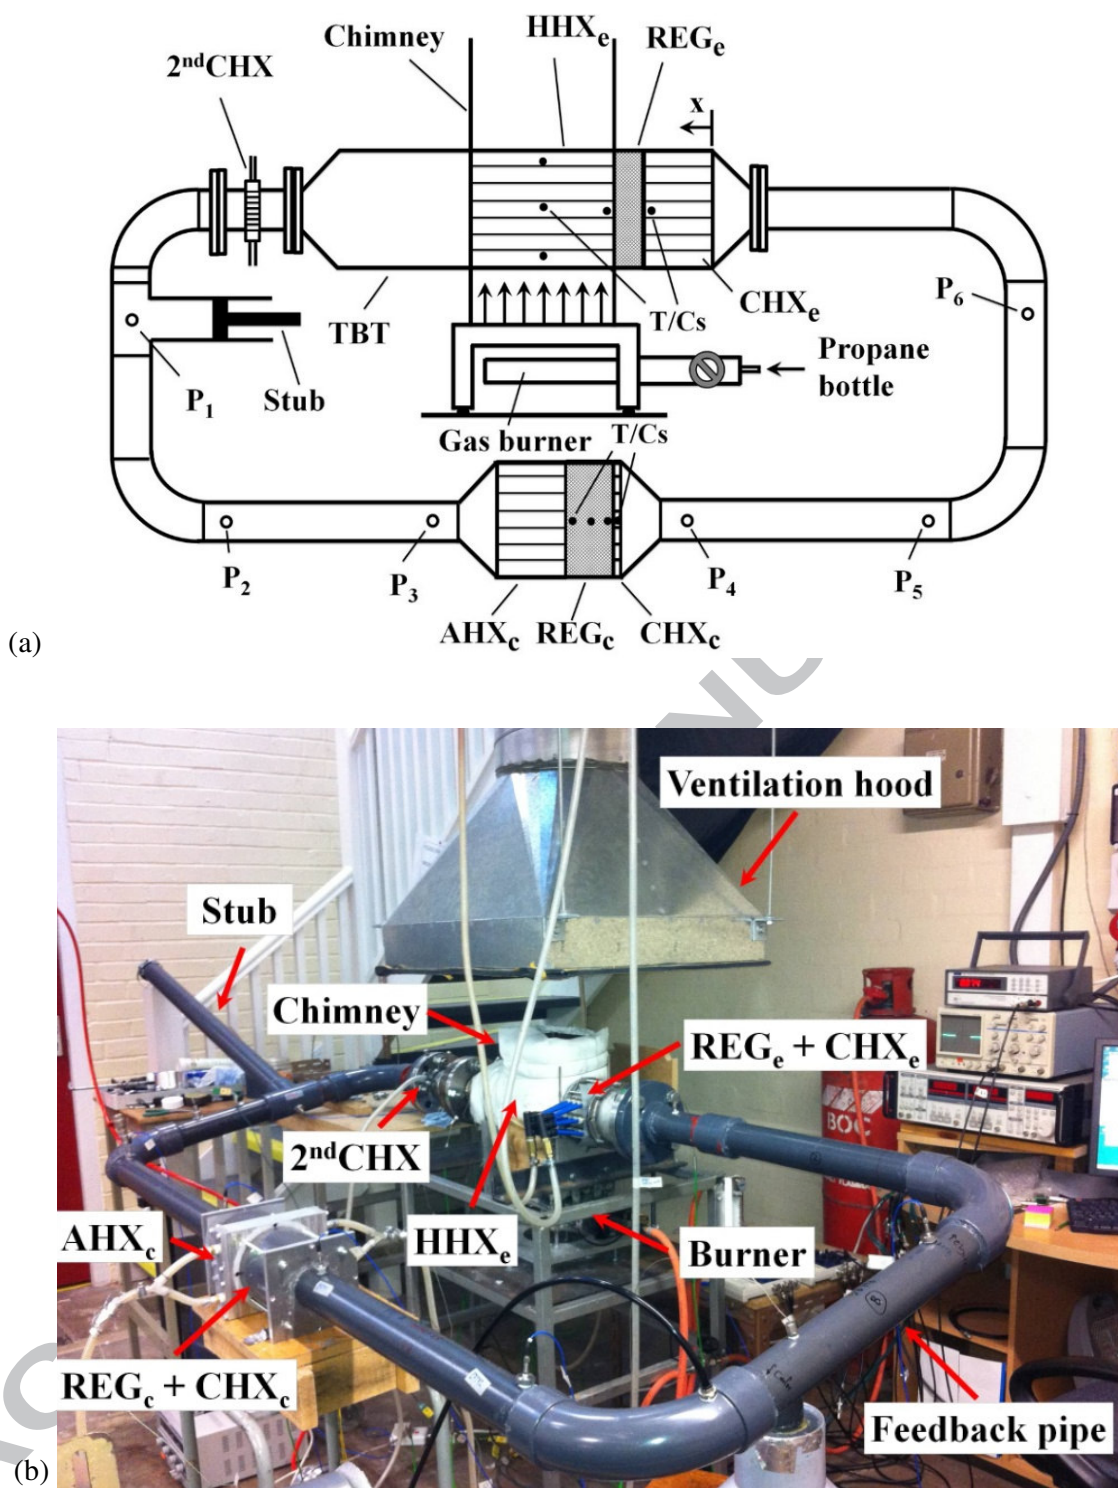 Chimney
HHXe
REGe
2ndCHX
x
TBT
T/Cs
CHXe
P6
Propane
bottle
P1
Stub
Gas burner
T/Cs
P2
P3
P4
P5
AHXc
REGc
CHXc
(a)
Ventilation hood
Stub
Chimney
REGe + CHXe
2ndCHX
AHXc
HHXe
Burner
BOC
REGc + CHXc
Feedback pipe
(b)